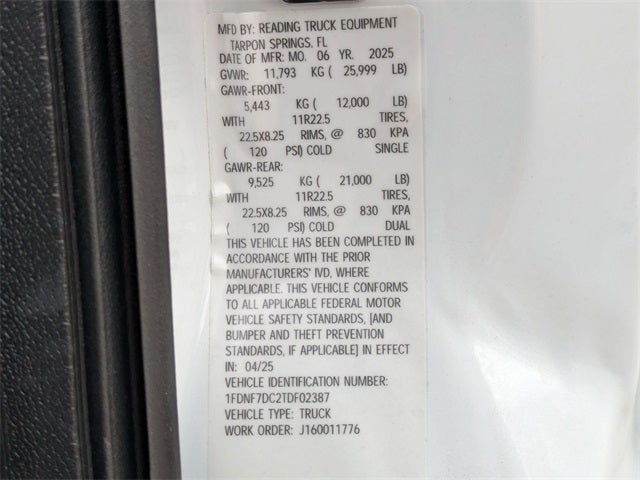 MFD BY: READING TRUCK EQUIPMENT
TARPON SPRINGS, FL
DATE OF MFR: MO. 06 YR. 2025
GVWR: 11,793 KG ( 25,999 LB)
GAWR-FRONT:
5,443 KG ( 12,000 LB)
WITH 11R22.5 TIRES,
22.5X8.25 RIMS, @ 830 KPA
( 120 PSI) COLD SINGLE
GAWR-REAR:
9,525 KG ( 21,000 LB)
WITH 11R22.5 TIRES,
22.5X8.25 RIMS, @ 830 KPA
( 120 PSI) COLD DUAL
THIS VEHICLE HAS BEEN COMPLETED IN
ACCORDANCE WITH THE PRIOR
MANUFACTURERS' IVD, WHERE
APPLICABLE. THIS VEHICLE CONFORMS
TO ALL APPLICABLE FEDERAL MOTOR
VEHICLE SAFETY STANDARDS, [AND
BUMPER AND THEFT PREVENTION
STANDARDS, IF APPLICABLE] IN EFFECT
IN: 04/25
VEHICLE IDENTIFICATION NUMBER:
1FDNF7DC2TDF02387
VEHICLE TYPE: TRUCK
WORK ORDER: J160011776